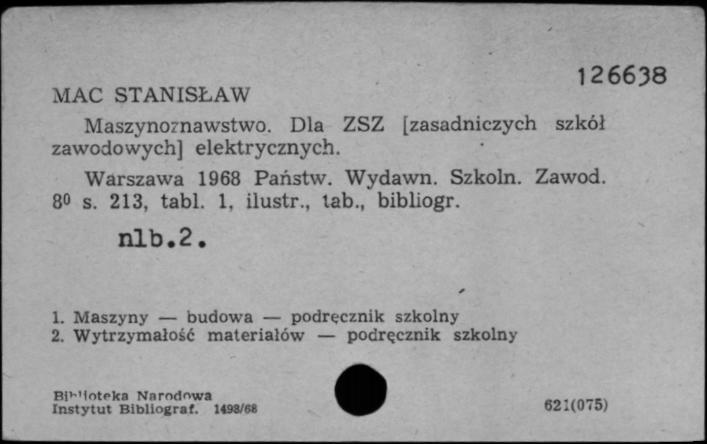 126638
MAC STANISŁAW
Maszynoznawstwo. Dla ZSZ [zasadniczych szkół
zawodowych] elektrycznych.
Warszawa 1968 Państw. Wydawn. Szkoln. Zawod.
8⁰ s. 213, tabl. 1, ilustr., tab., bibliogr.
nlb.2.
1. Maszyny — budowa — podręcznik szkolny
2. Wytrzymałość materiałów — podręcznik szkolny
Biblioteka Narodowa
Instytut Bibliograf. 1493/68
621(075)